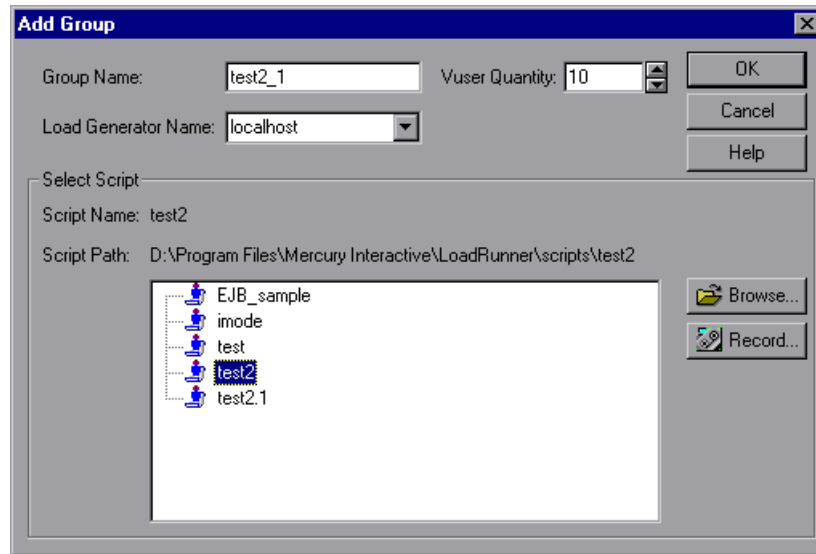 Add Group
Group Name: test2_1 Vuser Quantity: 10 OK
Load Generator Name: localhost Cancel
Help
Select Script
Script Name: test2
Script Path: D:\Program Files\Mercury Interactive\LoadRunner\scripts\test2
EJB_sample Browse...
imode
test Record...
test2
test2.1